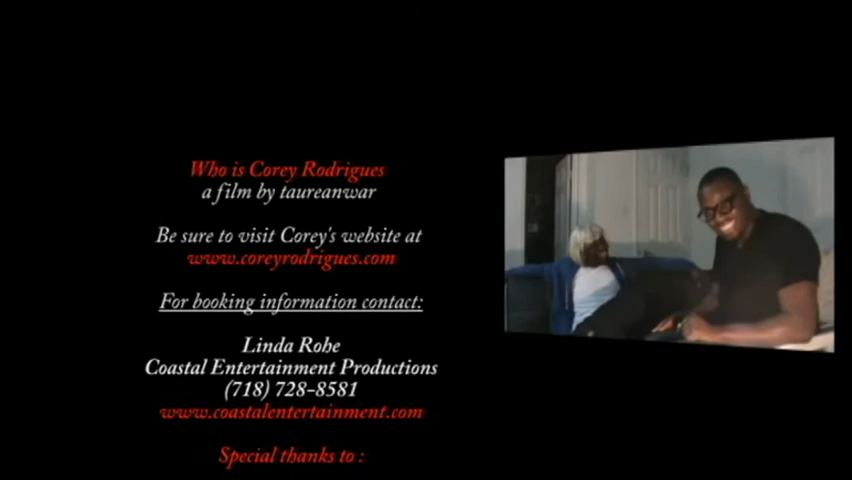 Who is Corey Rodrigues
a film by taureanwar
Be sure to visit Corey's website at
www.coreyrodrigues.com
For booking information contact:
Linda Rohe
Coastal Entertainment Productions
(718) 728-8581
www.coastalentertainment.com
Special thanks to :